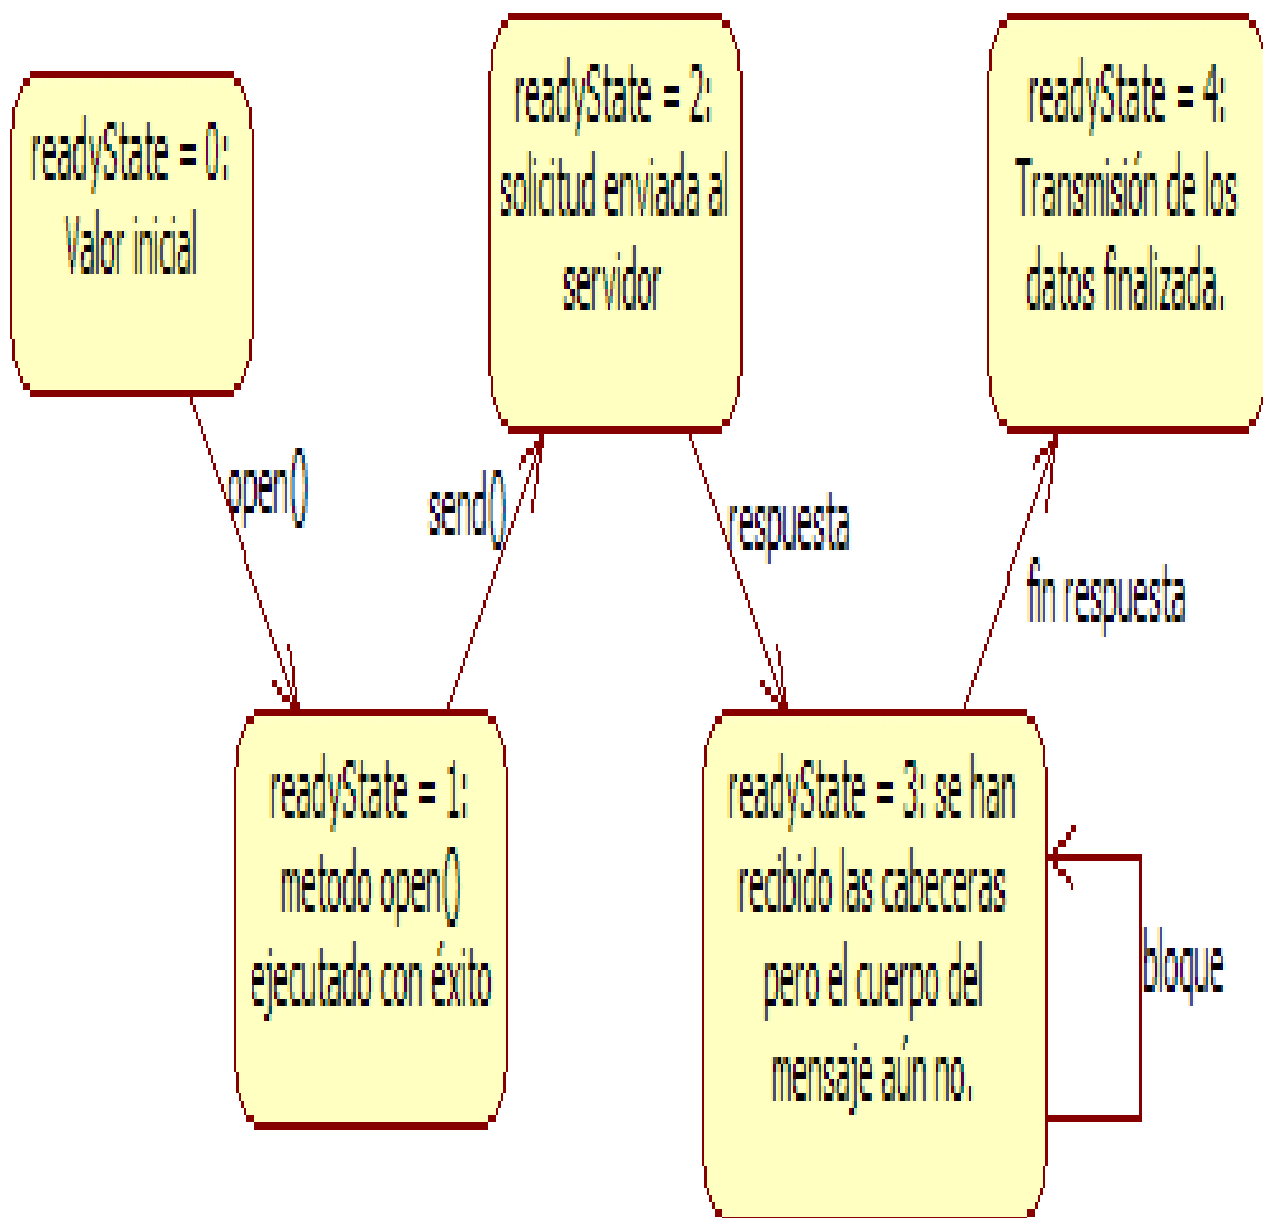 readyState = 0:
Valor inicial
open()
readyState = 1:
metodo open()
ejecutado con éxito
send()
readyState = 2:
solicitud enviada al
servidor
respuesta
readyState = 3: se han
recibido las cabeceras
pero el cuerpo del
mensaje aún no.
bloque
fin respuesta
readyState = 4:
Transmisión de los
datos finalizada.